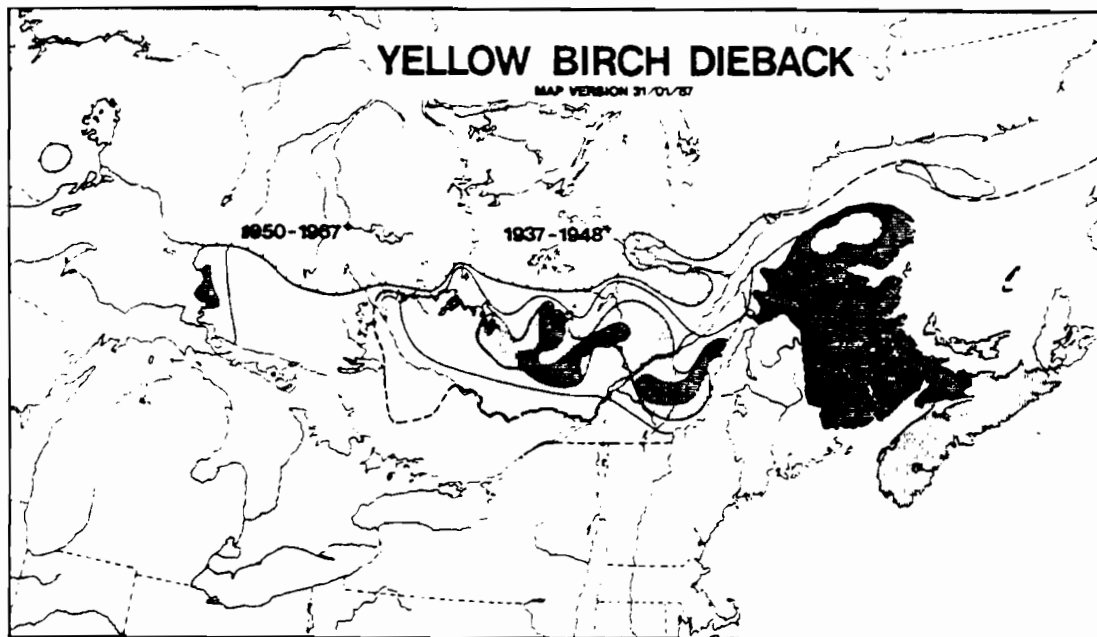 YELLOW BIRCH DIEBACK
MAP VERSION 31/01/87
1950-1967*
1937-1948*